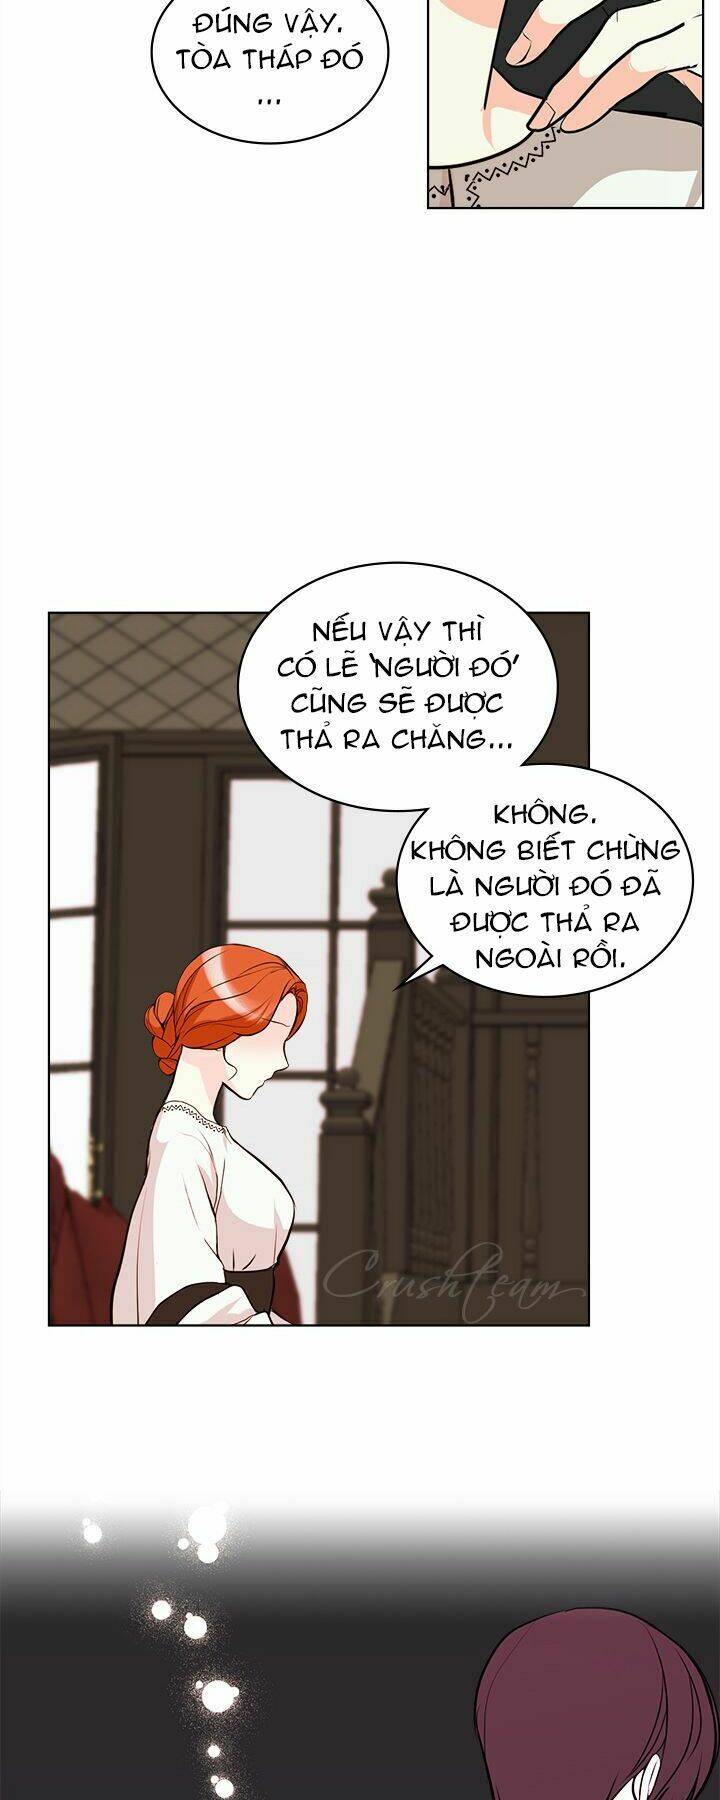 ĐÚNG VẬY.
TÒA THÁP ĐÓ
...
NẾU VẬY THÌ
CÓ LẼ 'NGƯỜI ĐÓ'
CŨNG SẼ ĐƯỢC
THẢ RA CHĂNG...
KHÔNG.
KHÔNG BIẾT CHỪNG
LÀ NGƯỜI ĐÓ ĐÃ
ĐƯỢC THẢ RA
NGOÀI RỒI.
Crushteam